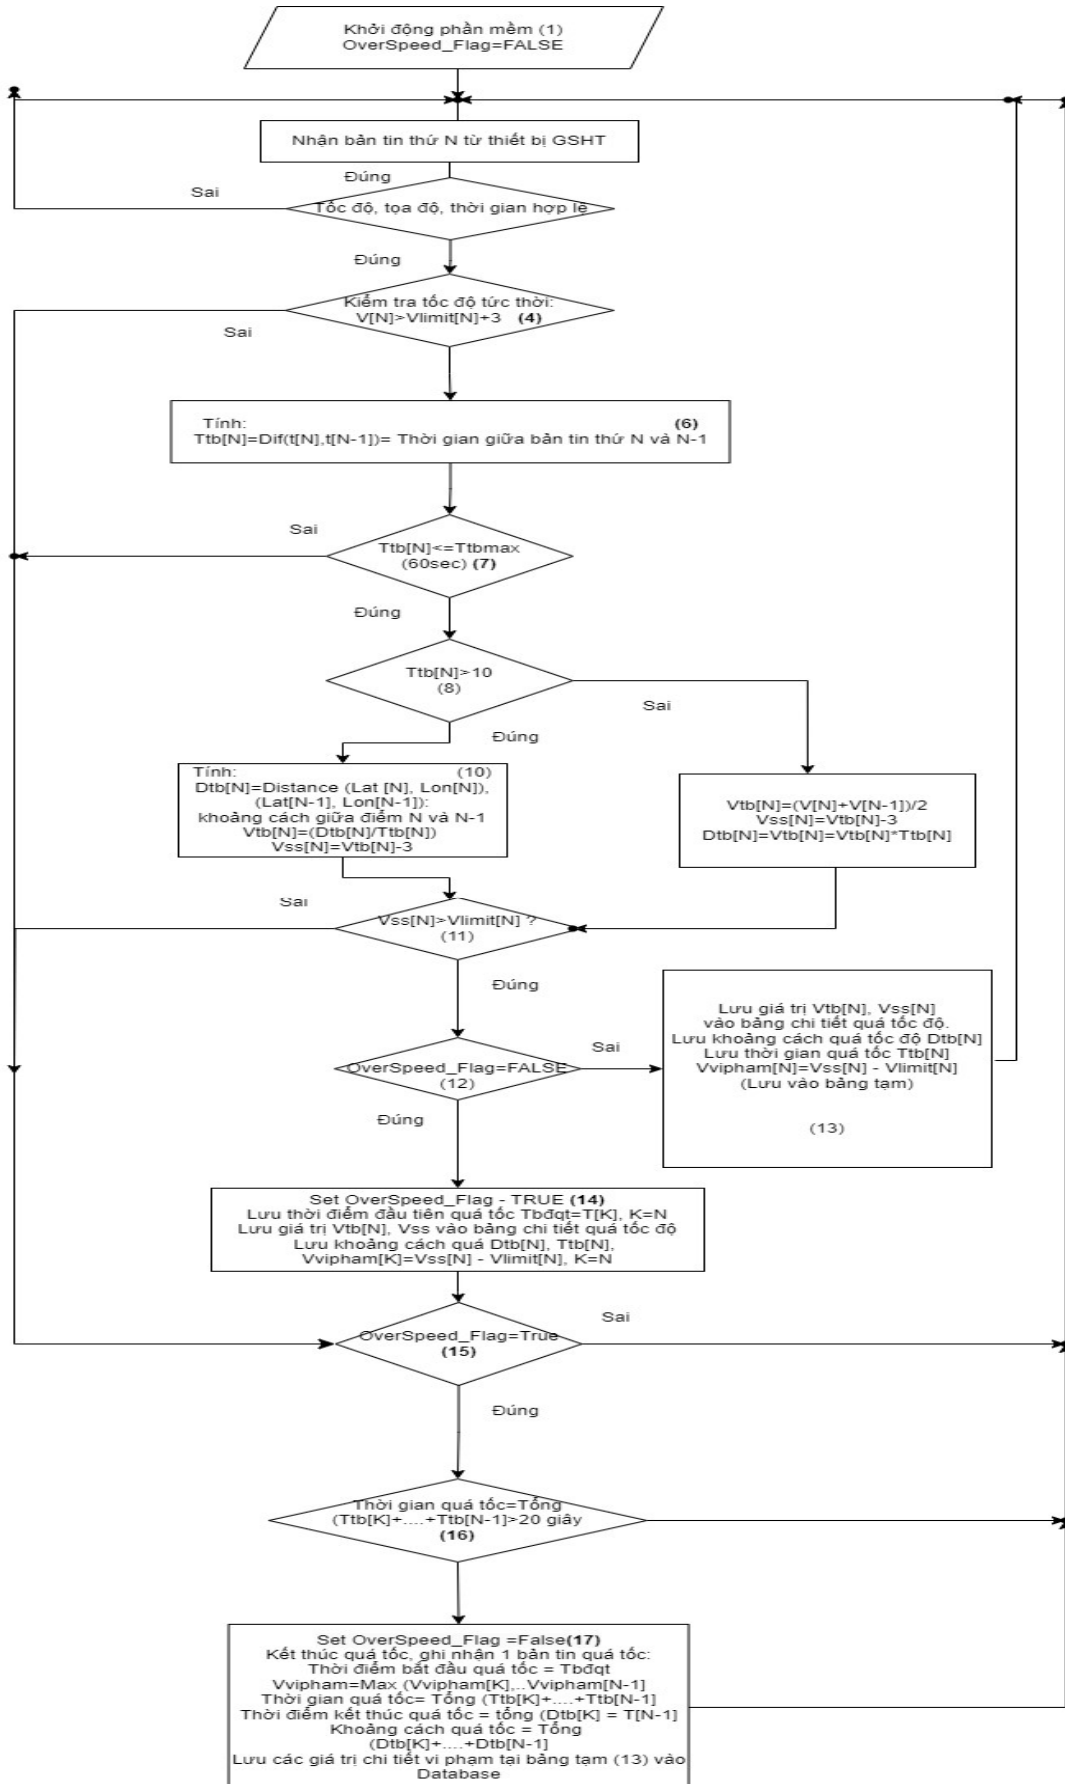 Khởi động phần mềm (1)
OverSpeed_Flag=FALSE
Nhận bản tin thứ N từ thiết bị GSHT
Đúng
Sai
Tốc độ, tọa độ, thời gian hợp lệ
Đúng
Kiểm tra tốc độ tức thời:
V[N]>Vlimit[N]+3 (4)
Sai
Tính: (6)
Ttb[N]=Dif(t[N],t[N-1])= Thời gian giữa bản tin thứ N và N-1
Sai
Ttb[N]<=Ttbmax
(60sec) (7)
Đúng
Ttb[N]>10
(8)
Sai
Đúng
Tính: (10)
Dtb[N]=Distance (Lat [N], Lon[N]),
(Lat[N-1], Lon[N-1]):
khoảng cách giữa điểm N và N-1
Vtb[N]=(Dtb[N]/Ttb[N])
Vss[N]=Vtb[N]-3
Vtb[N]=(V[N]+V[N-1])/2
Vss[N]=Vtb[N]-3
Dtb[N]=Vtb[N]=Vtb[N]*Ttb[N]
Sai
Vss[N]>Vlimit[N] ?
(11)
Đúng
Lưu giá trị Vtb[N], Vss[N]
vào bảng chi tiết quá tốc độ.
Lưu khoảng cách quá tốc độ Dtb[N]
Lưu thời gian quá tốc Ttb[N]
Vvipham[N]=Vss[N] - Vlimit[N]
(Lưu vào bảng tạm)
(13)
Sai
OverSpeed_Flag=FALSE
(12)
Đúng
Set OverSpeed_Flag - TRUE (14)
Lưu thời điểm đầu tiên quá tốc Tbđqt=T[K], K=N
Lưu giá trị Vtb[N], Vss vào bảng chi tiết quá tốc độ
Lưu khoảng cách quá Dtb[N], Ttb[N],
Vvipham[K]=Vss[N] - Vlimit[N], K=N
Sai
OverSpeed_Flag=True
(15)
Đúng
Thời gian quá tốc=Tổng
(Ttb[K]+....+Ttb[N-1]>20 giây
(16)
Set OverSpeed_Flag =False(17)
Kết thúc quá tốc, ghi nhận 1 bản tin quá tốc:
Thời điểm bắt đầu quá tốc = Tbđqt
Vvipham=Max (Vvipham[K],..Vvipham[N-1]
Thời gian quá tốc= Tổng (Ttb[K]+....+Ttb[N-1]
Thời điểm kết thúc quá tốc = tổng (Dtb[K] = T[N-1]
Khoảng cách quá tốc = Tổng
(Dtb[K]+....+Dtb[N-1]
Lưu các giá trị chi tiết vi phạm tại bảng tạm (13) vào
Database